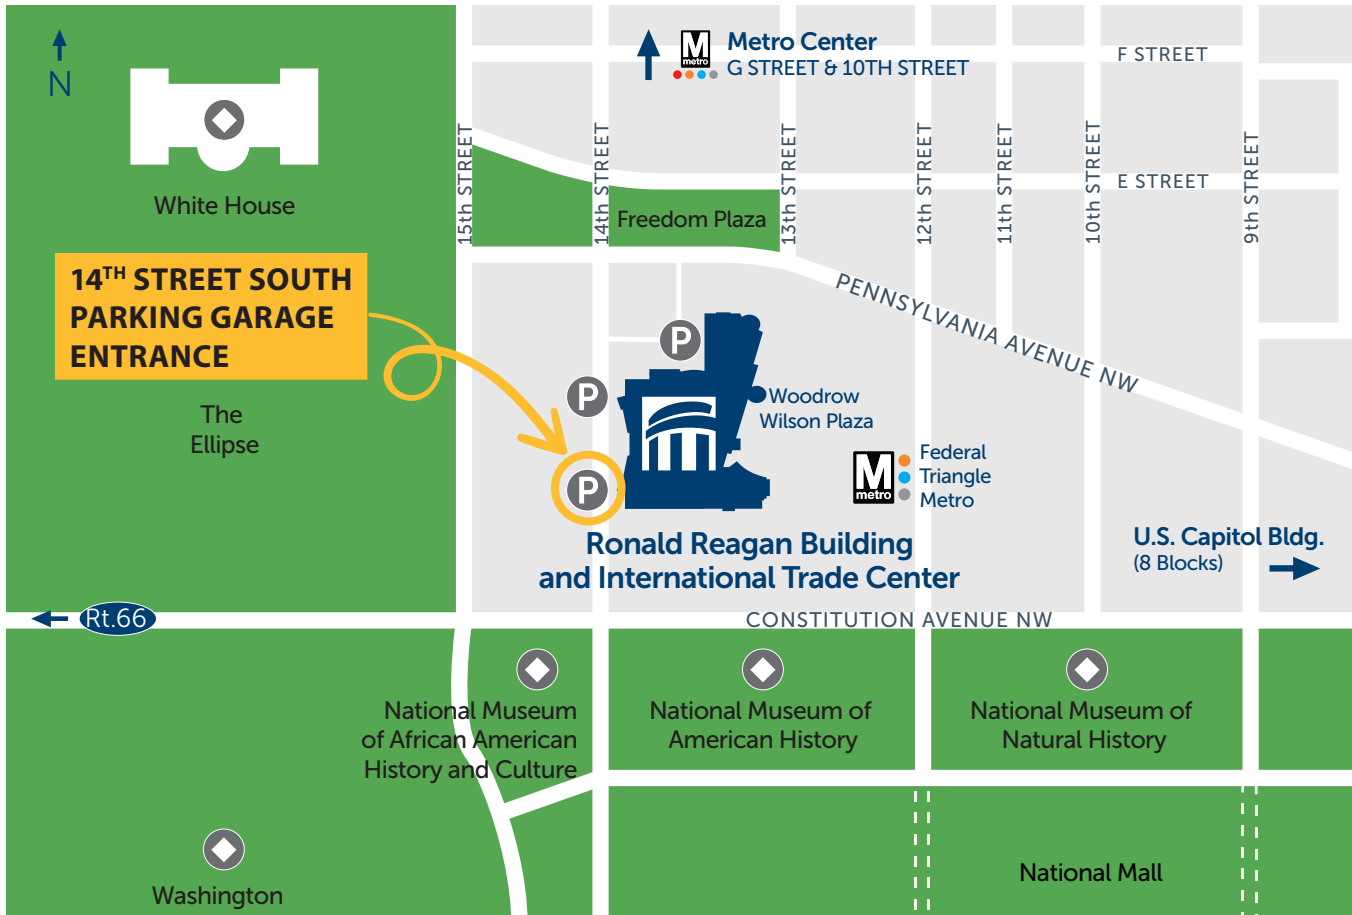 N
M
metro
Metro Center
G STREET & 10TH STREET
F STREET
White House
15th STREET
14th STREET
13th STREET
12th STREET
11th STREET
10th STREET
9th STREET
E STREET
Freedom Plaza
14TH STREET SOUTH
PARKING GARAGE
ENTRANCE
PENNSYLVANIA AVENUE NW
P
P
P
The
Ellipse
Woodrow
Wilson Plaza
M
metro
Federal
Triangle
Metro
Ronald Reagan Building
and International Trade Center
U.S. Capitol Bldg.
(8 Blocks)
Rt.66
CONSTITUTION AVENUE NW
National Museum
of African American
History and Culture
National Museum of
American History
National Museum of
Natural History
Washington
National Mall